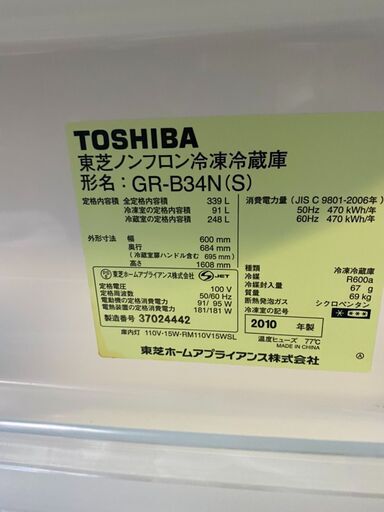 TOSHIBA
東芝ノンフロン冷凍冷蔵庫
形名：GR-B34N(S)
定格内容積 全定格内容積 339 L
冷凍室の定格内容積 91 L
冷蔵室の定格内容積 248 L
外形寸法 幅 600 mm
奥行 684 mm
(冷蔵室扉ハンドル含む 695 mm)
高さ 1608 mm
消費電力量(JIS C 9801-2006年)
50Hz 470 kWh/年
60Hz 470 kWh/年
東芝ホームアプライアンス株式会社
S-JET
定格電圧 100 V
定格周波数 50/60 Hz
電動機の定格消費電力 91/ 95 W
電熱装置の定格消費電力 181/181 W
製造番号 37024442
種類 冷凍冷蔵庫
冷媒 R600a
冷媒封入量 67 g
質量 69 kg
断熱発泡ガス シクロペンタン
冷凍室の記号
2010 年製
庫内灯 110V-15W-RM110V15WSL
温度ヒューズ 77℃
東芝ホームアプライアンス株式会社
A